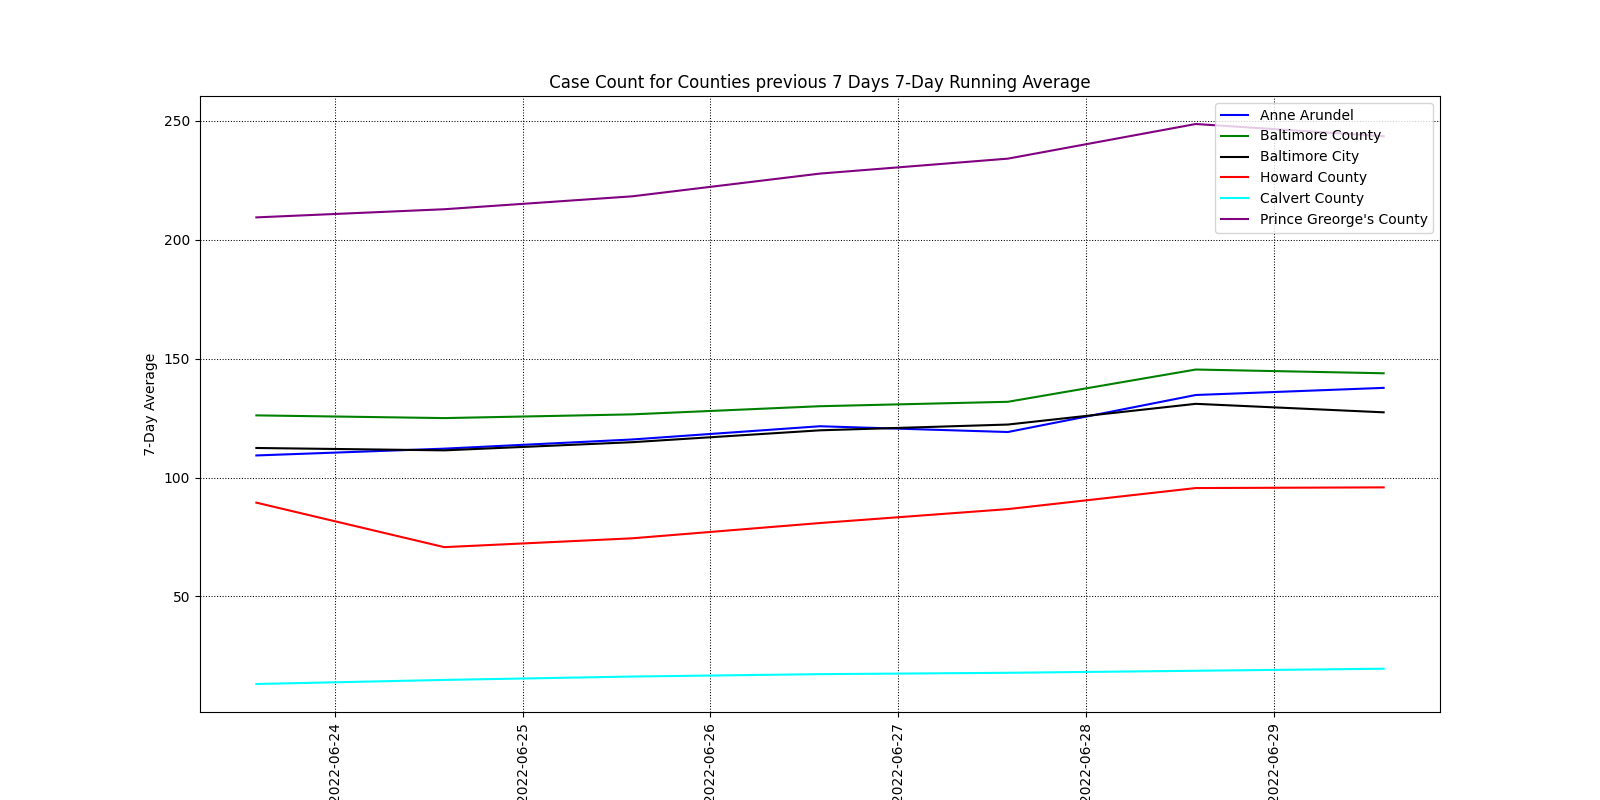 Case Count for Counties previous 7 Days 7-Day Running Average
250
200
150
100
50
7-Day Average
Anne Arundel
Baltimore County
Baltimore City
Howard County
Calvert County
Prince Greorge's County
2022-06-24
2022-06-25
2022-06-26
2022-06-27
2022-06-28
2022-06-29